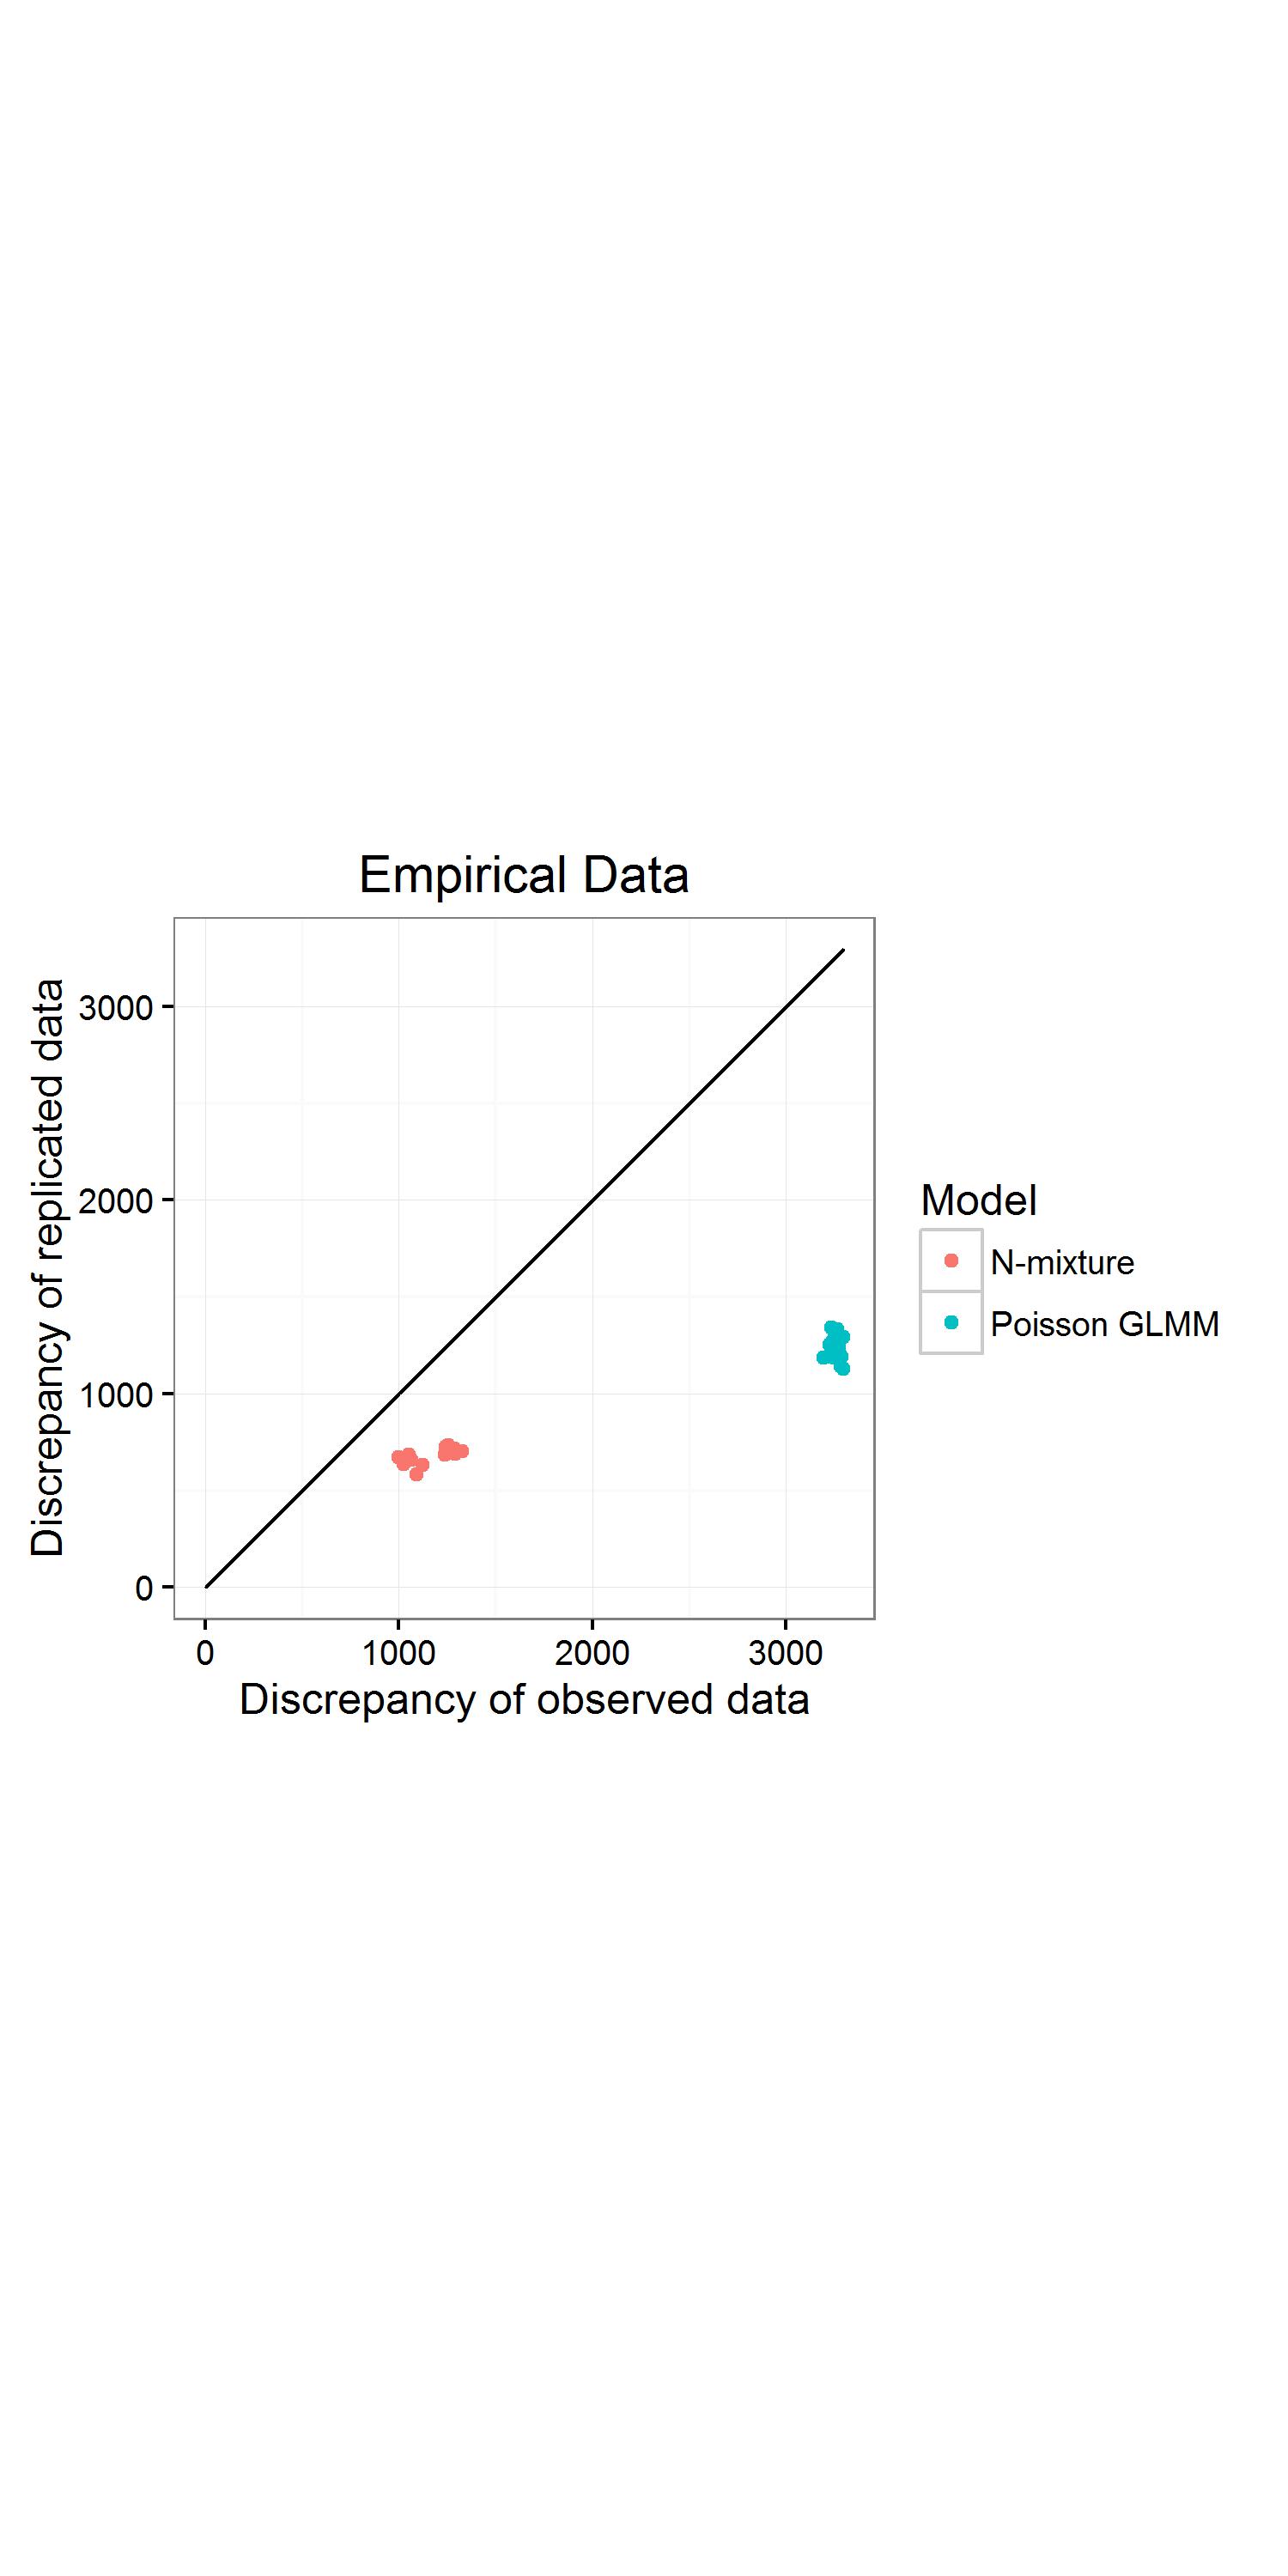 Empirical Data
Discrepancy of replicated data
3000
2000
1000
0
0 1000 2000 3000
Discrepancy of observed data
Model
N-mixture
Poisson GLMM